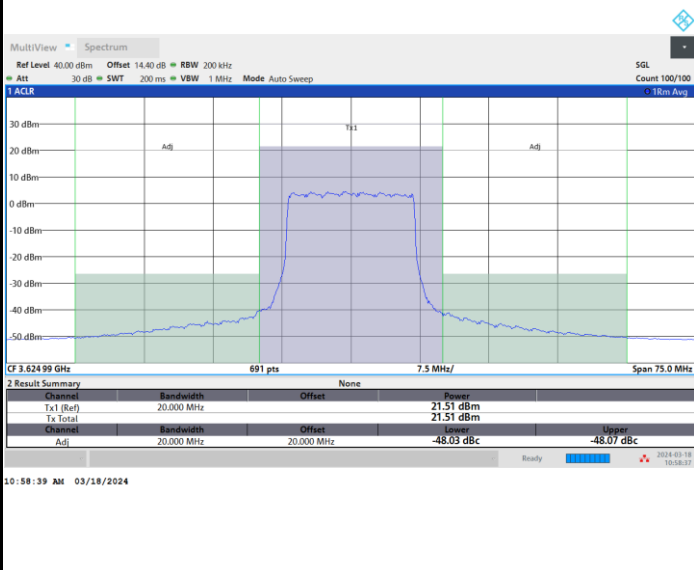 MultiView Spectrum
Ref Level 40.00 dBm Offset 14.40 dB RBW 200 kHz SGL
Att 30 dB SWT 200 ms VBW 1 MHz Mode Auto Sweep Count 100/100
1 ACLR 1Rm Avg
Tx1
Adj Adj
30 dBm
20 dBm
10 dBm
0 dBm
-10 dBm
-20 dBm
-30 dBm
-40 dBm
-50 dBm
CF 3.624 99 GHz 691 pts 7.5 MHz/ Span 75.0 MHz
2 Result Summary None
Channel Bandwidth Offset Power
Tx1 (Ref) 20.000 MHz 21.51 dBm
Tx Total 21.51 dBm
Channel Bandwidth Offset Lower Upper
Adj 20.000 MHz 20.000 MHz -48.03 dBc -48.07 dBc
Ready 2024-03-18
10:58:37
10:58:39 AM 03/18/2024